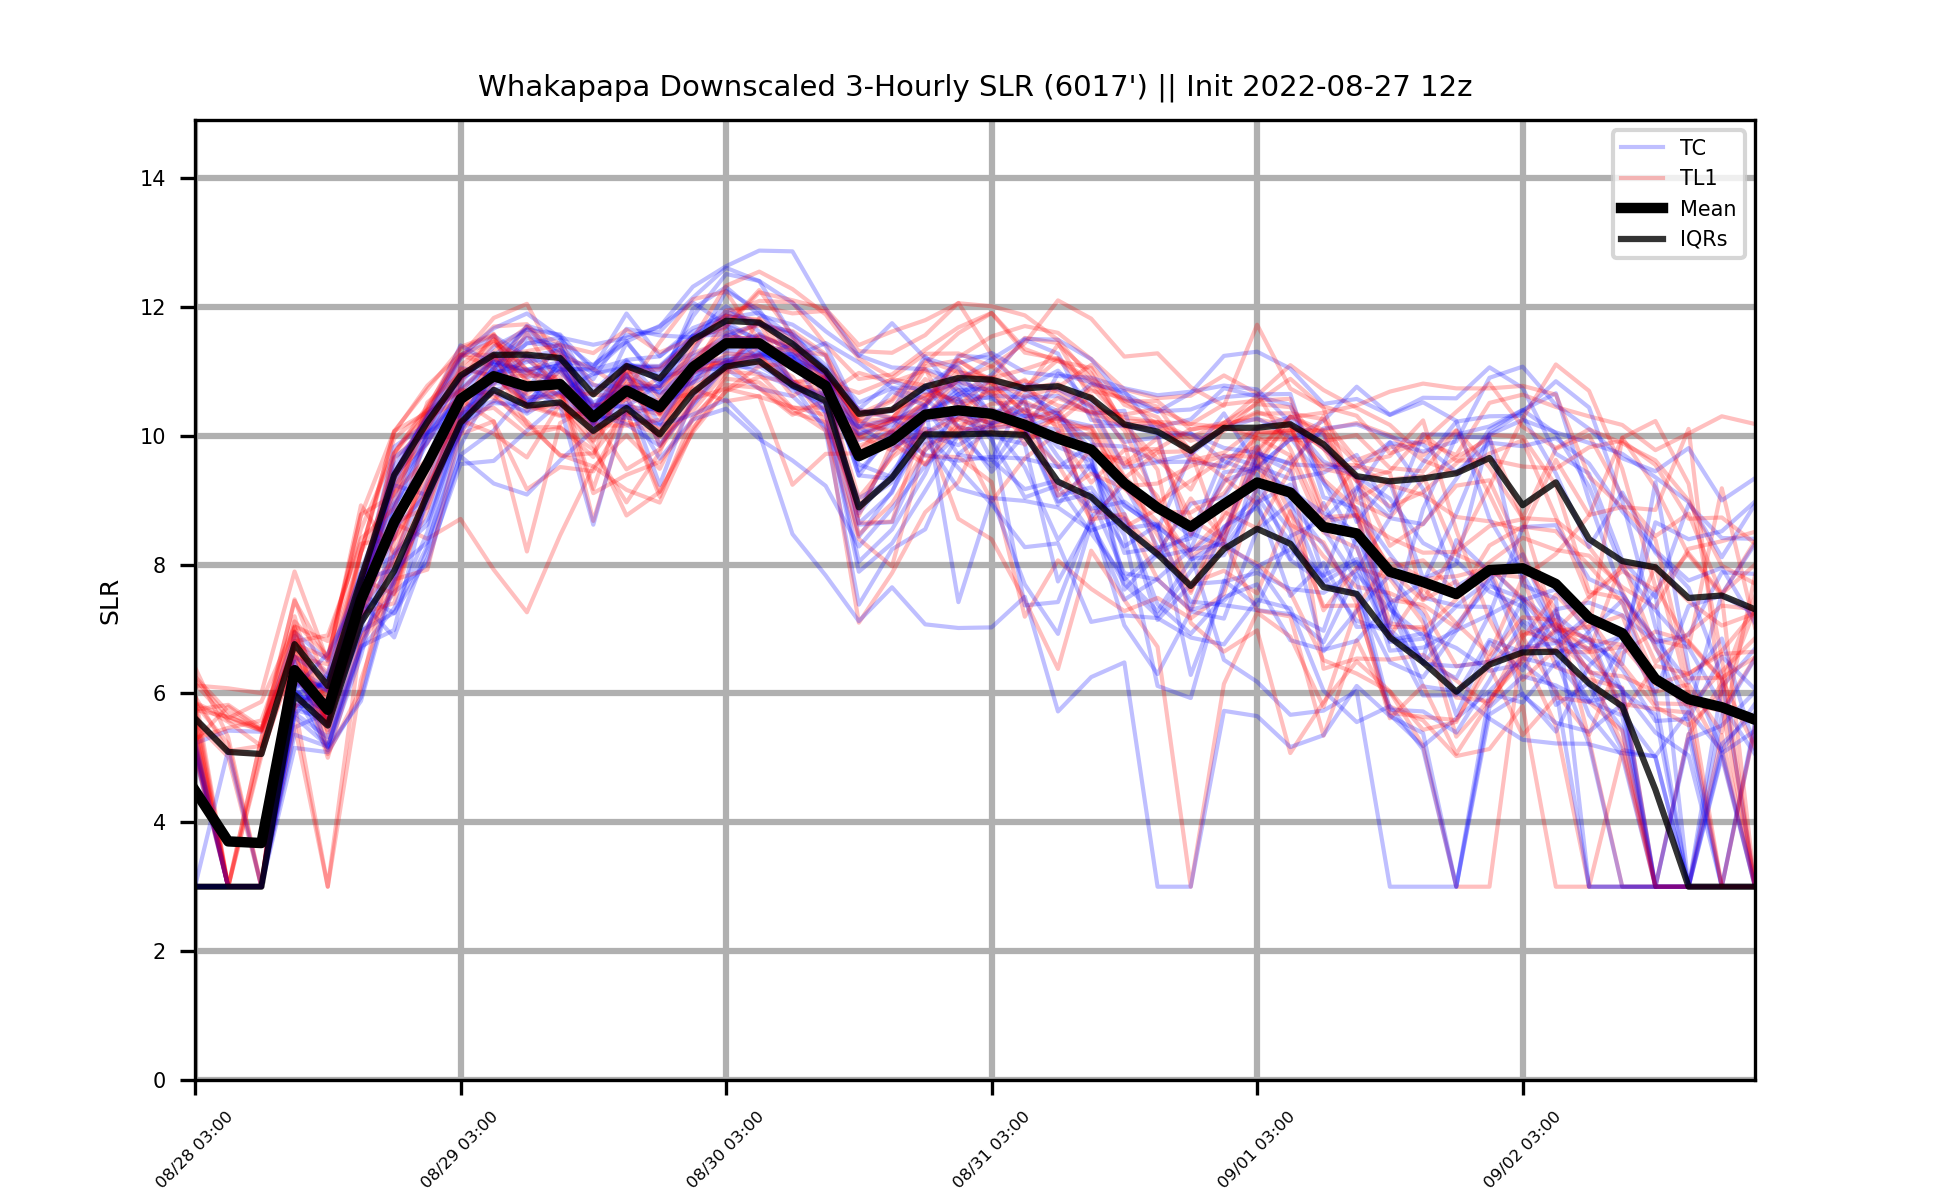 Whakapapa Downscaled 3-Hourly SLR (6017') || Init 2022-08-27 12z
TC
TL1
Mean
IQRs
SLR
14
12
10
8
6
4
2
0
08/28 03:00
08/29 03:00
08/30 03:00
08/31 03:00
09/01 03:00
09/02 03:00